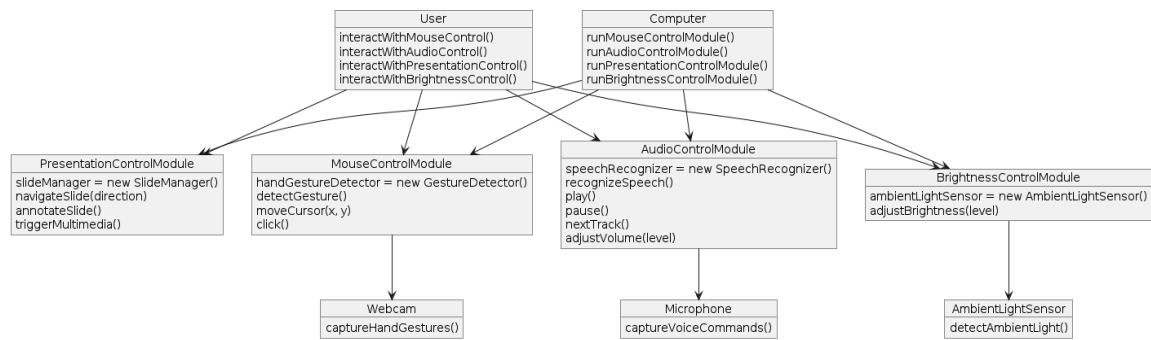 User
interactWithMouseControl()
interactWithAudioControl()
interactWithPresentationControl()
interactWithBrightnessControl()
Computer
runMouseControlModule()
runAudioControlModule()
runPresentationControlModule()
runBrightnessControlModule()
PresentationControlModule
slideManager = new SlideManager()
navigateSlide(direction)
annotateSlide()
triggerMultimedia()
MouseControlModule
handGestureDetector = new GestureDetector()
detectGesture()
moveCursor(x, y)
click()
AudioControlModule
speechRecognizer = new SpeechRecognizer()
recognizeSpeech()
play()
pause()
nextTrack()
adjustVolume(level)
BrightnessControlModule
ambientLightSensor = new AmbientLightSensor()
adjustBrightness(level)
Webcam
captureHandGestures()
Microphone
captureVoiceCommands()
AmbientLightSensor
detectAmbientLight()